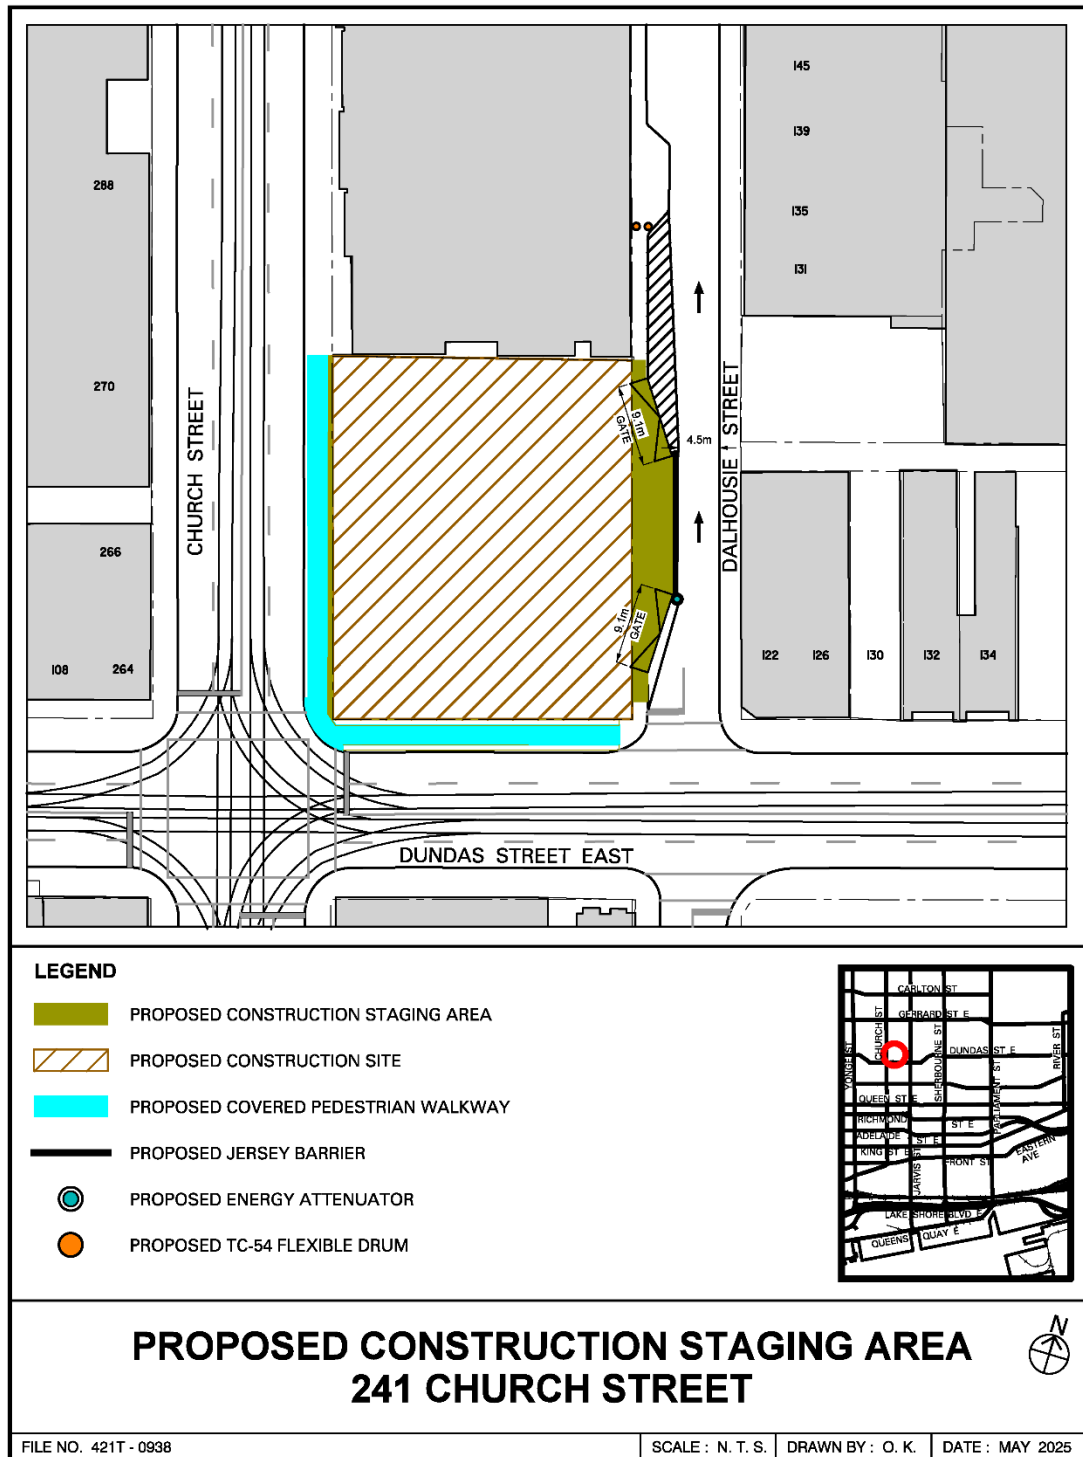 145
139
288
135
131
270
CHURCH STREET
DALHOUSIE STREET
9.1m
GATE
4.5m
266
9.1m
GATE
108
264
122
126
130
132
134
DUNDAS STREET EAST
LEGEND
PROPOSED CONSTRUCTION STAGING AREA
PROPOSED CONSTRUCTION SITE
PROPOSED COVERED PEDESTRIAN WALKWAY
PROPOSED JERSEY BARRIER
PROPOSED ENERGY ATTENUATOR
PROPOSED TC-54 FLEXIBLE DRUM
CARLTON ST
GERRARD ST E
CHURCH ST
YONGE ST
SHERBOURNE ST
DUNDAS ST E
PARLIAMENT ST
RIVER ST
QUEEN ST E
RICHMOND ST E
ADELAIDE ST E
KING ST E
JARVIS ST
FRONT ST
EASTERN
AVE
LAKE SHORE BLVD E
QUEENS QUAY E
PROPOSED CONSTRUCTION STAGING AREA
241 CHURCH STREET
N
FILE NO. 421T - 0938
SCALE : N. T. S.
DRAWN BY : O. K.
DATE : MAY 2025